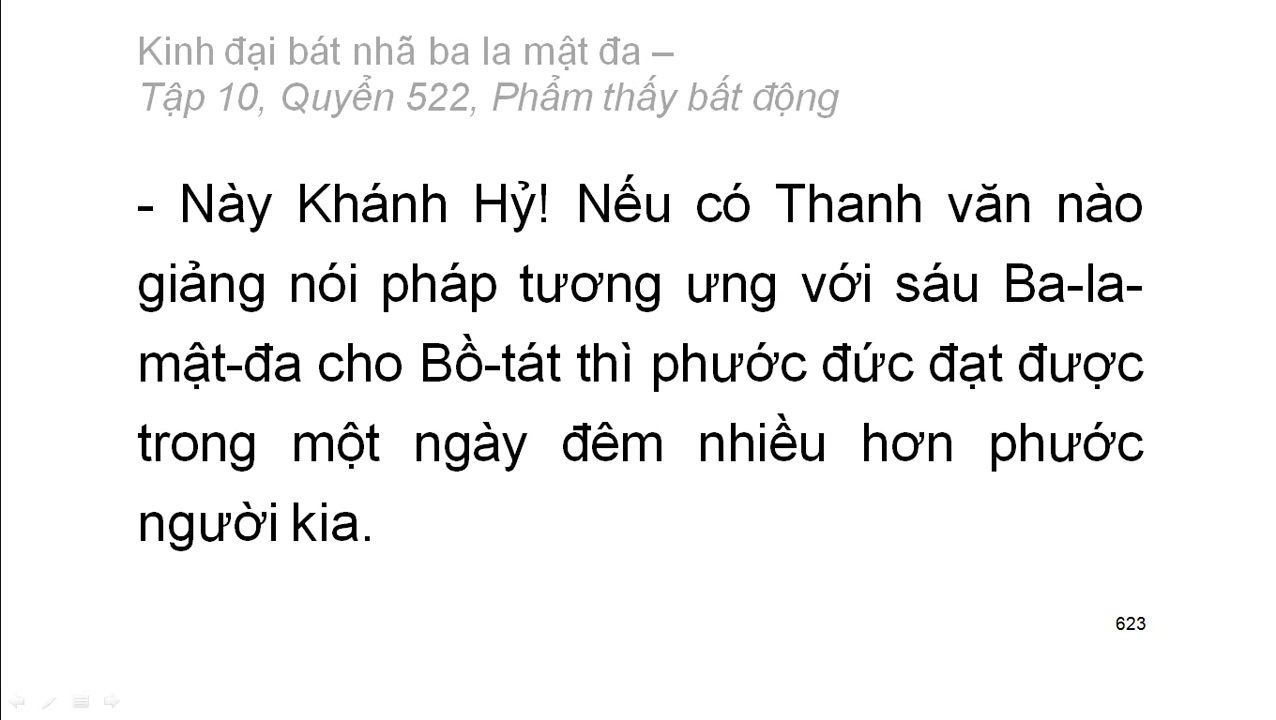 Kinh đại bát nhã ba la mật đa –
Tập 10, Quyển 522, Phẩm thấy bất động
- Này Khánh Hỷ! Nếu có Thanh văn nào
giảng nói pháp tương ưng với sáu Ba-la-
mật-đa cho Bồ-tát thì phước đức đạt được
trong một ngày đêm nhiều hơn phước
người kia.
623